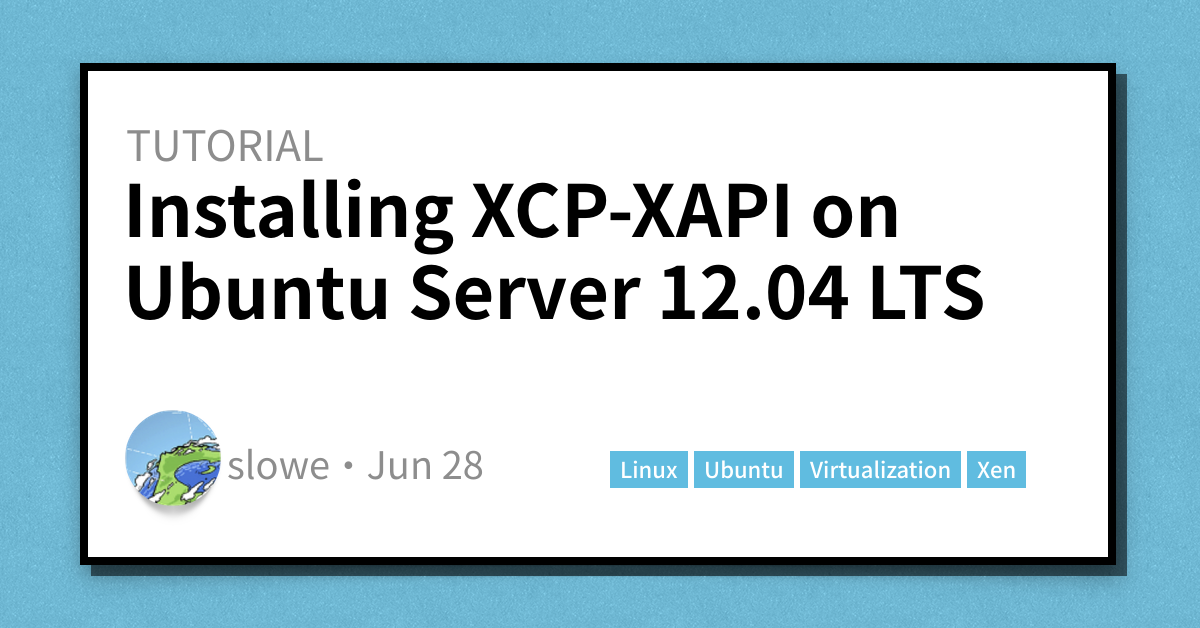 TUTORIAL
Installing XCP-XAPI on
Ubuntu Server 12.04 LTS
slowe • Jun 28
Linux Ubuntu Virtualization Xen